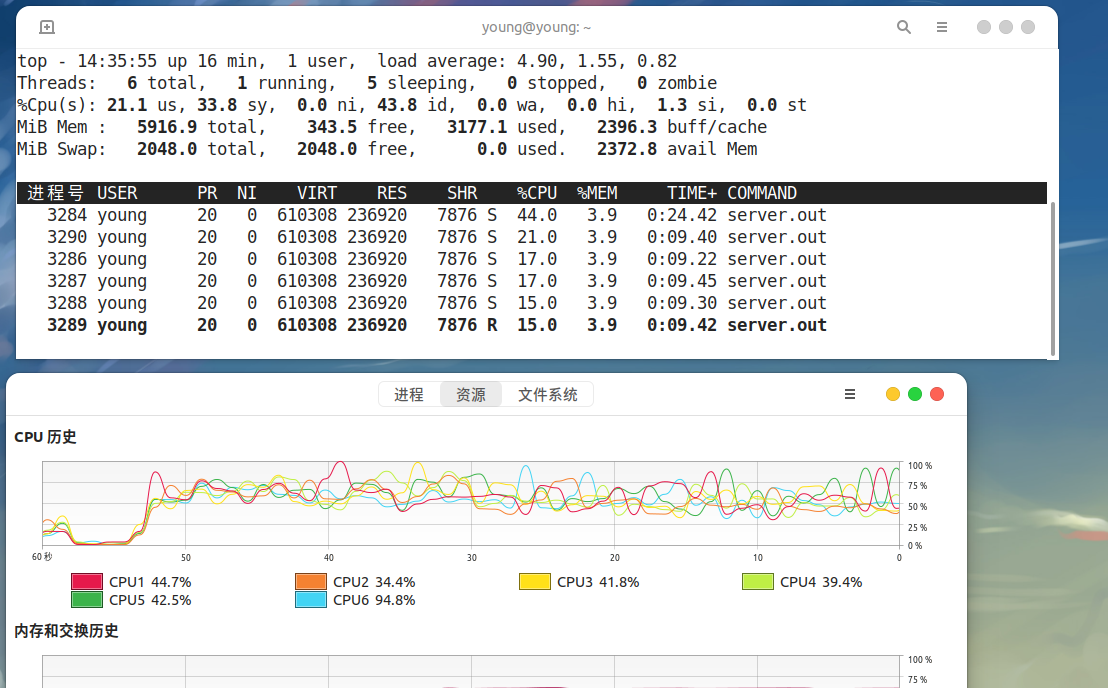 young@young: ~
top - 14:35:55 up 16 min,  1 user,  load average: 4.90, 1.55, 0.82
Threads:   6 total,   1 running,   5 sleeping,   0 stopped,   0 zombie
%Cpu(s): 21.1 us, 33.8 sy,  0.0 ni, 43.8 id,  0.0 wa,  0.0 hi,  1.3 si,  0.0 st
MiB Mem :   5916.9 total,    343.5 free,   3177.1 used,   2396.3 buff/cache
MiB Swap:   2048.0 total,   2048.0 free,      0.0 used.   2372.8 avail Mem
进程号 USER      PR  NI    VIRT    RES    SHR    %CPU  %MEM     TIME+ COMMAND
3284 young     20   0  610308 236920   7876 S  44.0   3.9   0:24.42 server.out
3290 young     20   0  610308 236920   7876 S  21.0   3.9   0:09.40 server.out
3286 young     20   0  610308 236920   7876 S  17.0   3.9   0:09.22 server.out
3287 young     20   0  610308 236920   7876 S  17.0   3.9   0:09.45 server.out
3288 young     20   0  610308 236920   7876 S  15.0   3.9   0:09.30 server.out
3289 young     20   0  610308 236920   7876 R  15.0   3.9   0:09.42 server.out
进程 资源 文件系统
CPU 历史
100 %
75 %
50 %
25 %
0 %
60 秒 50 40 30 20 10 0
CPU1 44.7% CPU2 34.4% CPU3 41.8% CPU4 39.4%
CPU5 42.5% CPU6 94.8%
内存和交换历史
100 %
75 %